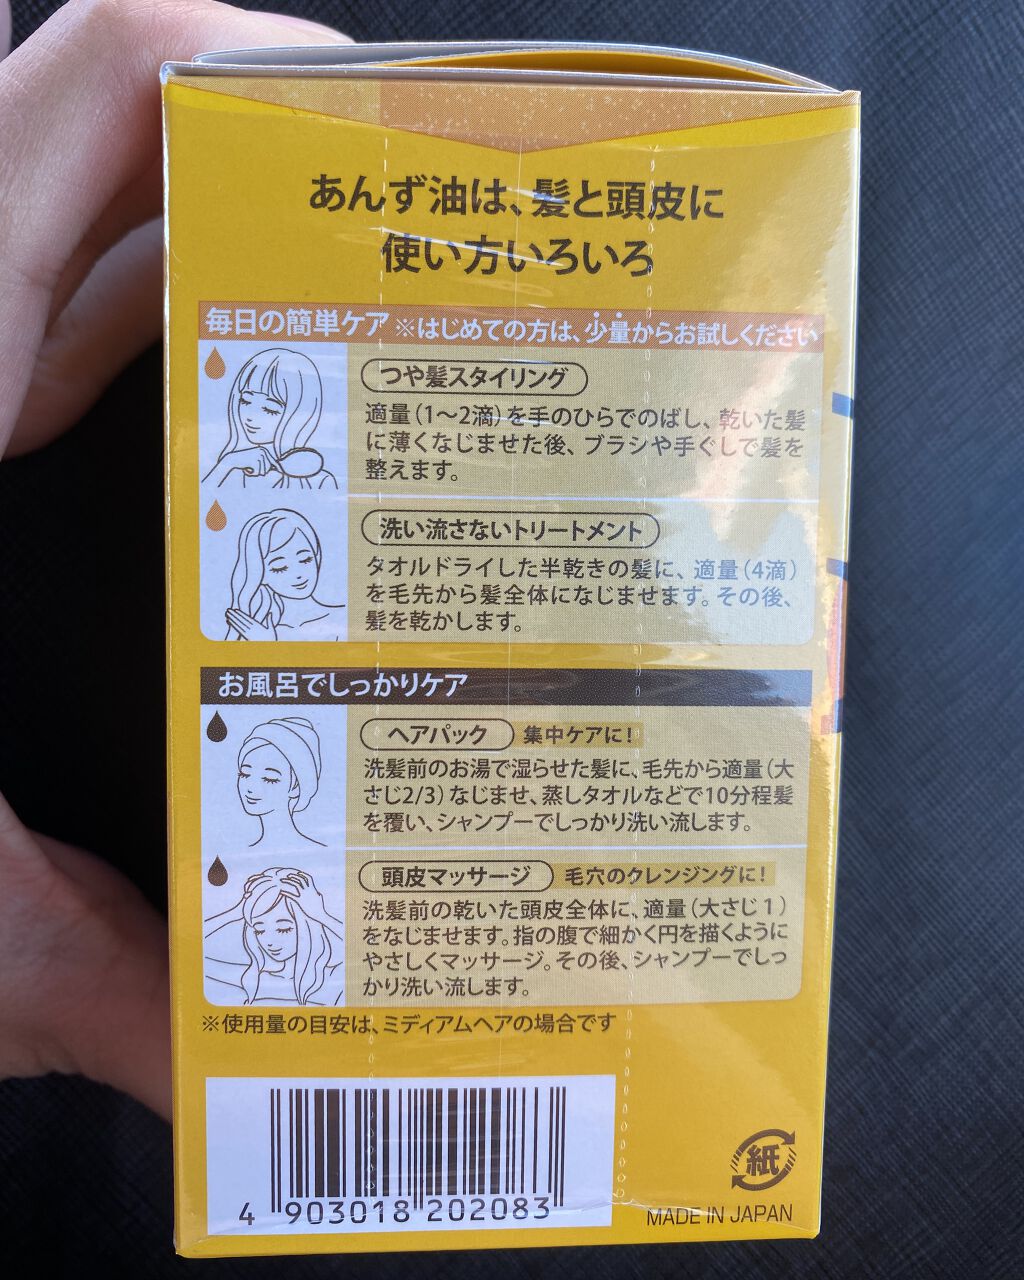 あんず油は、髪と頭皮に
使い方いろいろ
毎日の簡単ケア ※はじめての方は、少量からお試しください
つや髪スタイリング
適量(1〜2滴)を手のひらでのばし、乾いた髪
に薄くなじませた後、ブラシや手ぐしで髪を
整えます。
洗い流さないトリートメント
タオルドライした半乾きの髪に、適量(4滴)
を毛先から髪全体になじませます。その後、
髪を乾かします。
お風呂でしっかりケア
ヘアパック 集中ケアに!
洗髪前のお湯で湿らせた髪に、毛先から適量(大
さじ2/3)なじませ、蒸しタオルなどで10分程髪
を覆い、シャンプーでしっかり洗い流します。
頭皮マッサージ 毛穴のクレンジングに!
洗髪前の乾いた頭皮全体に、適量(大さじ1)
をなじませます。指の腹で細かく円を描くように
やさしくマッサージ。その後、シャンプーでしっ
かり洗い流します。
※使用量の目安は、ミディアムヘアの場合です
4 903018 202083
紙
MADE IN JAPAN